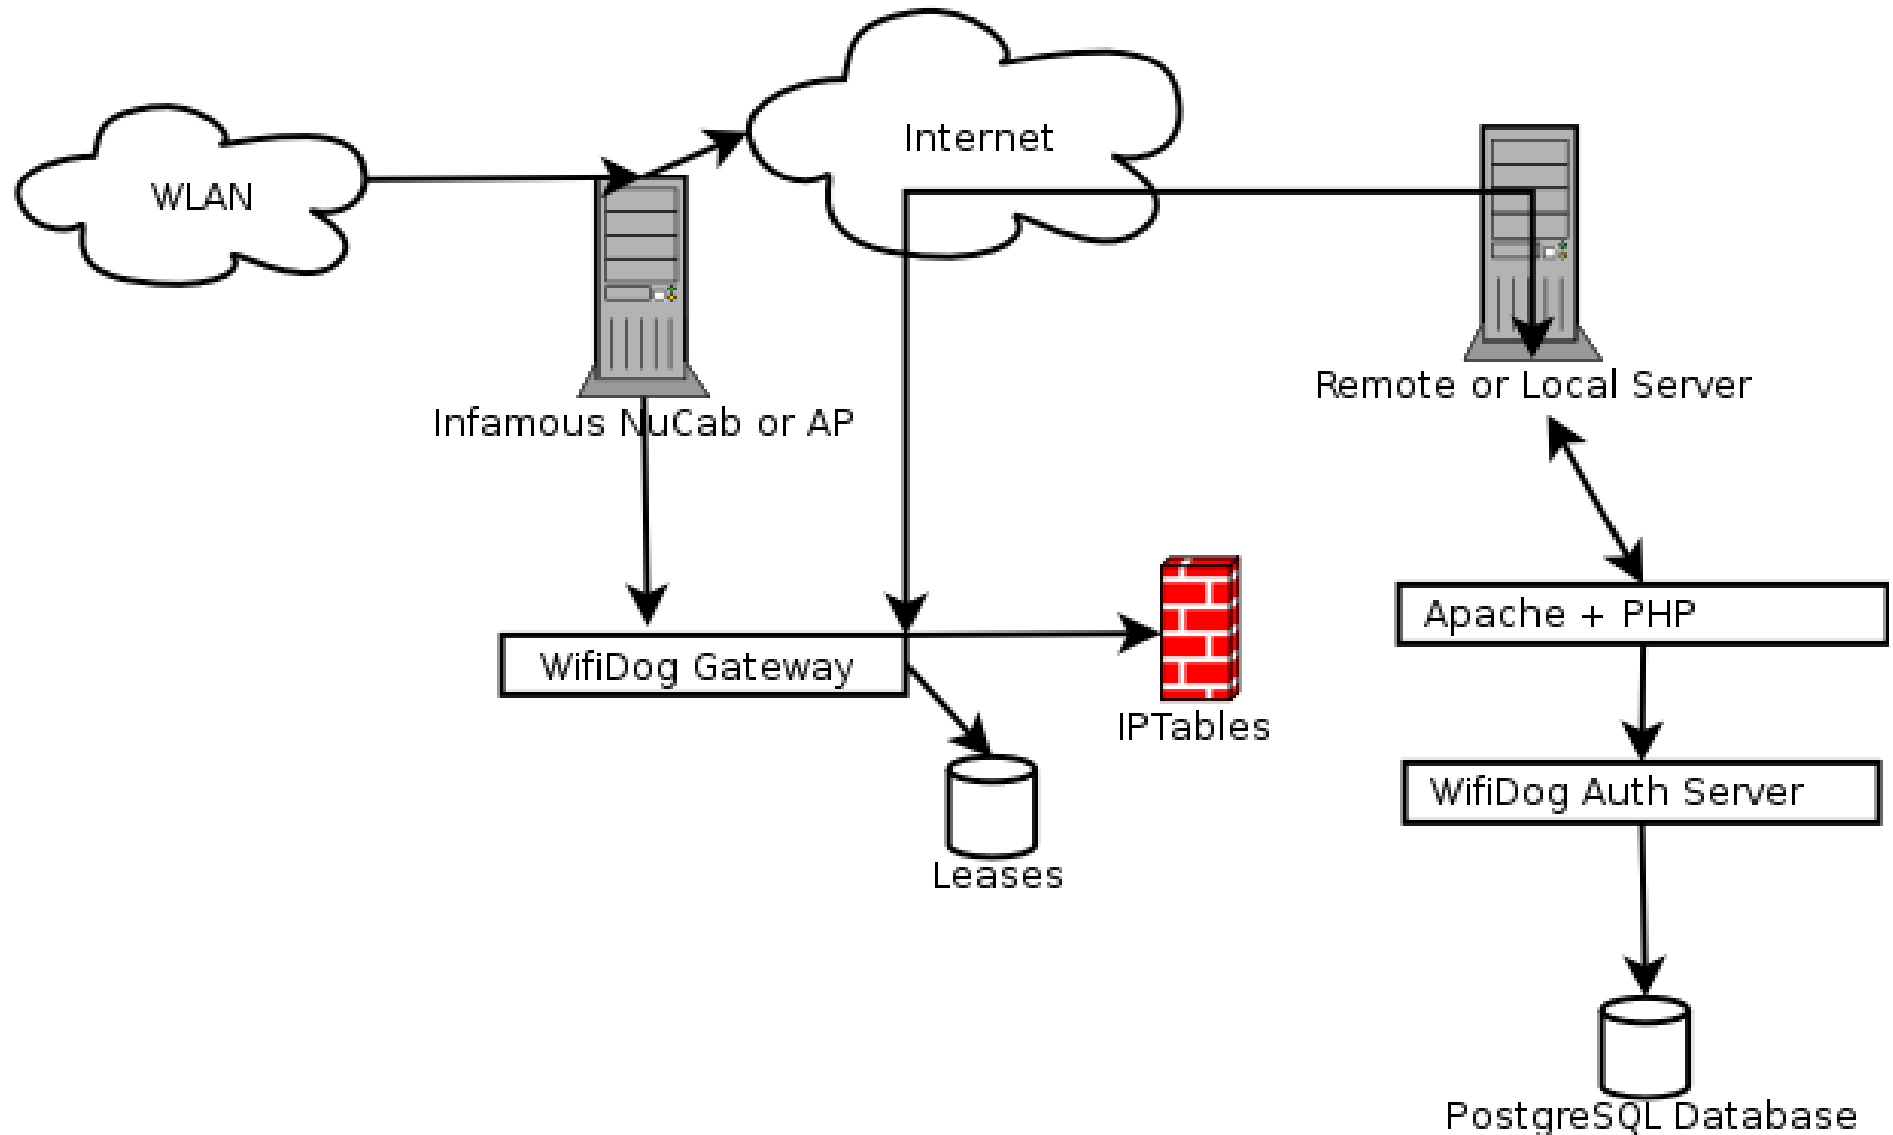 Internet
WLAN
Remote or Local Server
Infamous NuCab or AP
Apache + PHP
WifiDog Gateway
IPTables
WifiDog Auth Server
Leases
PostgreSQL Database